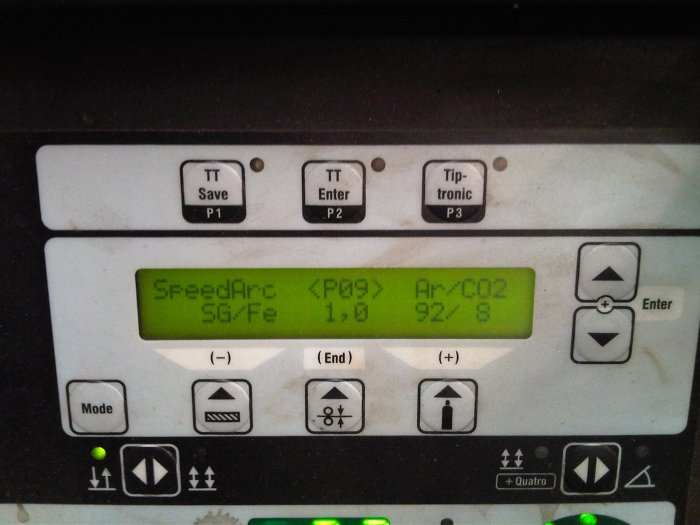 TT Save P1
TT Enter P2
Tip-tronic P3
SpeedArc <P09> Ar/CO2
SG/Fe 1,0 92/ 8
Enter
(-) (End) (+)
Mode
+Quatro